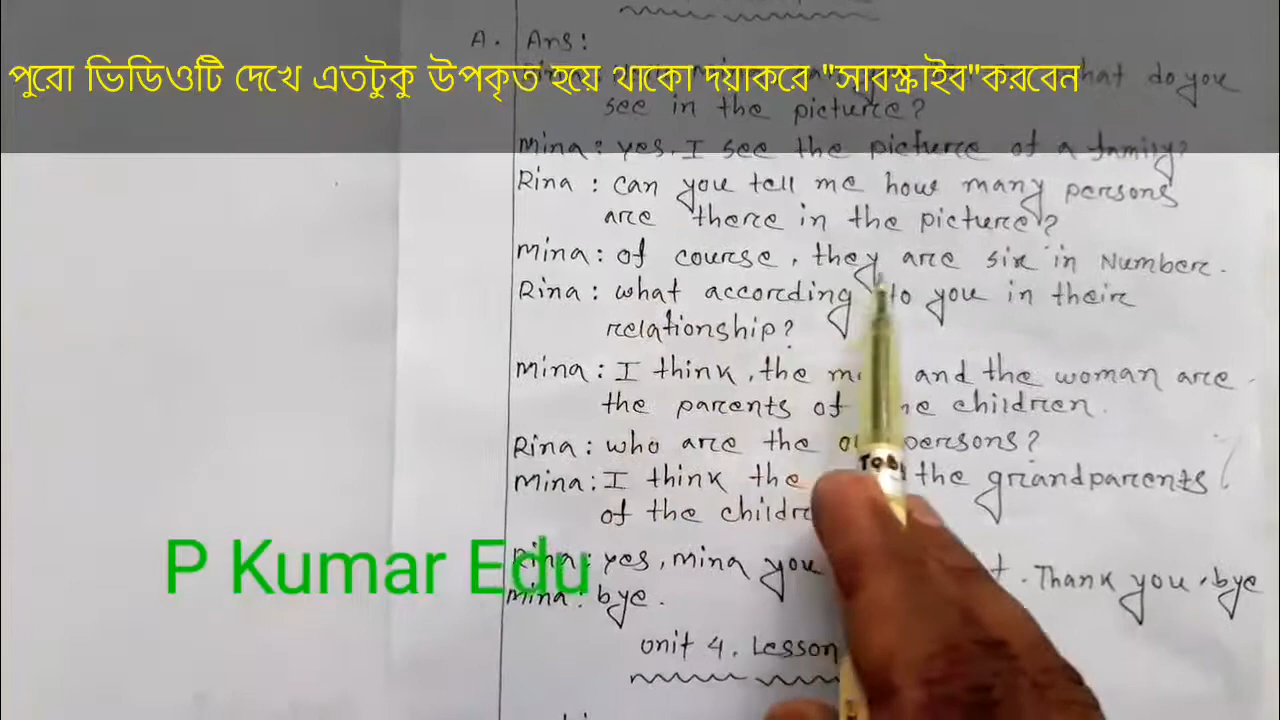 A. Ans:
পুরো ভিডিওটি দেখে এতটুকু উপকৃত হয়ে থাকো দয়াকরে "সাবস্ক্রাইব"করবেন
what do you
see in the picture?
Mina: yes. I see the picture of a family?
Rina: can you tell me how many persons
are there in the picture?
Mina: of course, they are six in Number.
Rina: what according to you in their
relationship?
Mina: I think, the and the woman are
the parents of children.
Rina: who are the persons?
Mina: I think the the grandparents
of the
P Kumar Edu
Rina: yes, mina you . Thank you, bye
Mina: bye.
Unit 4. Lesson